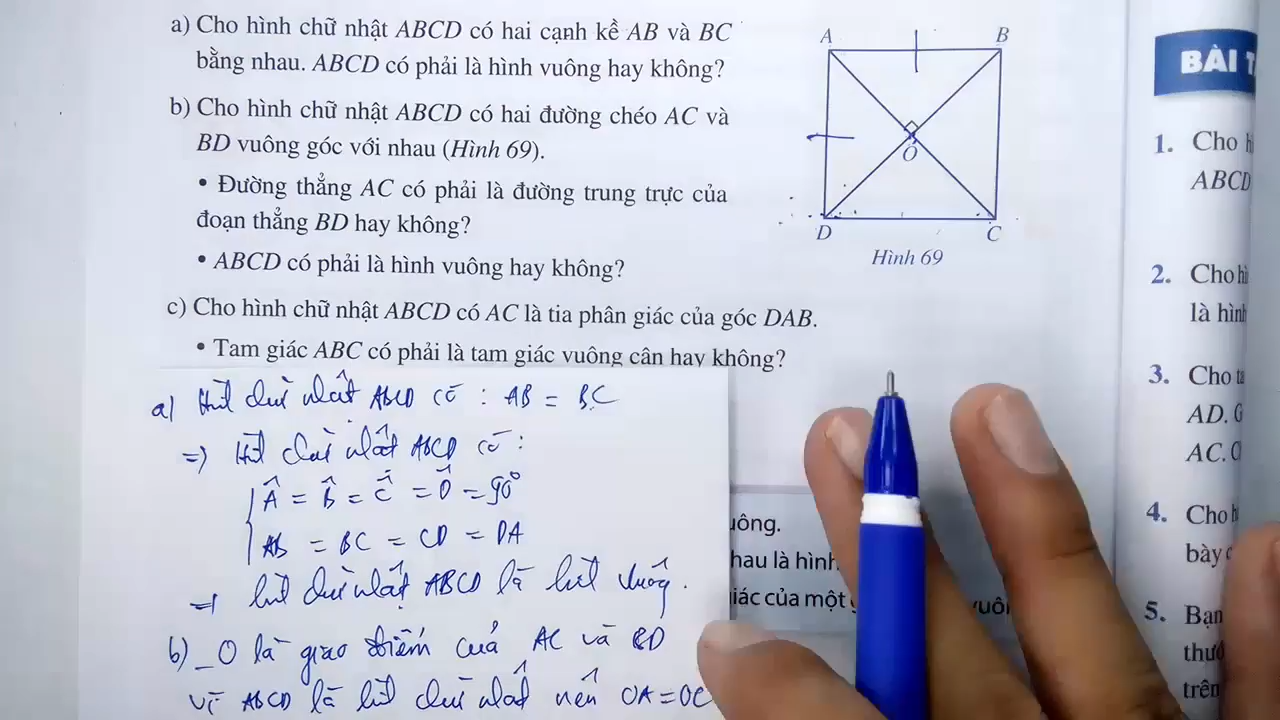 a) Cho hình chữ nhật ABCD có hai cạnh kề AB và BC
bằng nhau. ABCD có phải là hình vuông hay không?
b) Cho hình chữ nhật ABCD có hai đường chéo AC và
BD vuông góc với nhau (Hình 69).
• Đường thẳng AC có phải là đường trung trực của
đoạn thẳng BD hay không?
• ABCD có phải là hình vuông hay không?
c) Cho hình chữ nhật ABCD có AC là tia phân giác của góc DAB.
• Tam giác ABC có phải là tam giác vuông cân hay không?
A
B
O
D
C
Hình 69
a) Hình chữ nhật ABCD có : AB = BC
=> Hình chữ nhật ABCD có :
Â = B̂ = Ĉ = D̂ = 90°
AB = BC = CD = DA
=> hình chữ nhật ABCD là hình vuông.
b) _ O là giao điểm của AC và BD
vì ABCD là hình chữ nhật nên OA = OC
uông.
hau là hình
iác của một
vuôn
BÀI T
1. Cho h
ABCD
2. Cho hì
là hình
3. Cho ta
AD. G
AC. C
4. Cho h
bày c
5. Bạn
thướ
trên